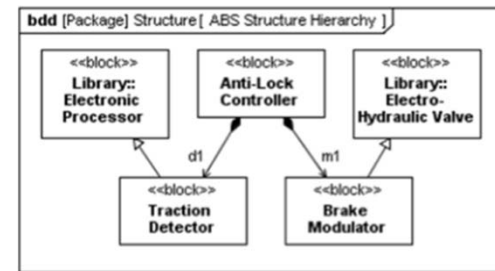 bdd [Package] Structure[ ABS Structure Hierarchy ]
<<block>>
Library::
Electronic
Processor
<<block>>
Anti-Lock
Controller
<<block>>
Library::
Electro-
Hydraulic Valve
d1
m1
<<block>>
Traction
Detector
<<block>>
Brake
Modulator